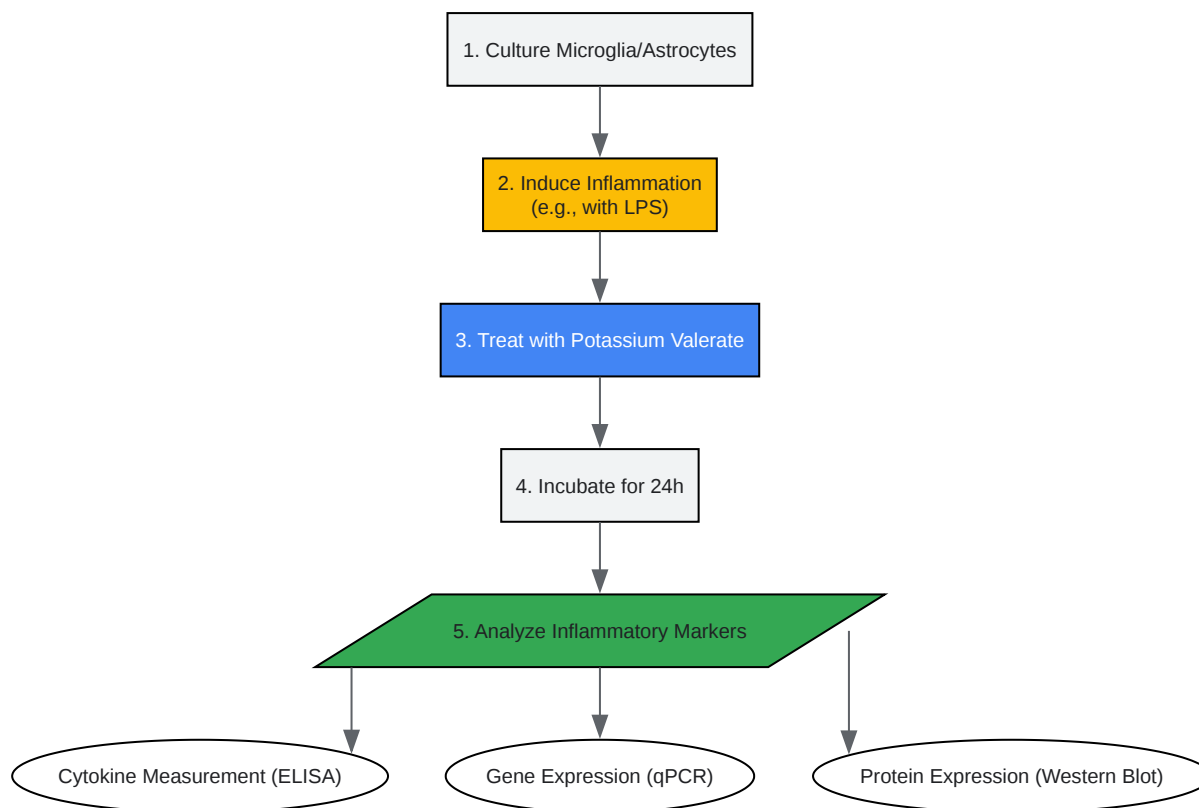 1. Culture Microglia/Astrocytes
2. Induce Inflammation
(e.g., with LPS)
3. Treat with Potassium Valerate
4. Incubate for 24h
5. Analyze Inflammatory Markers
Cytokine Measurement (ELISA)
Gene Expression (qPCR)
Protein Expression (Western Blot)